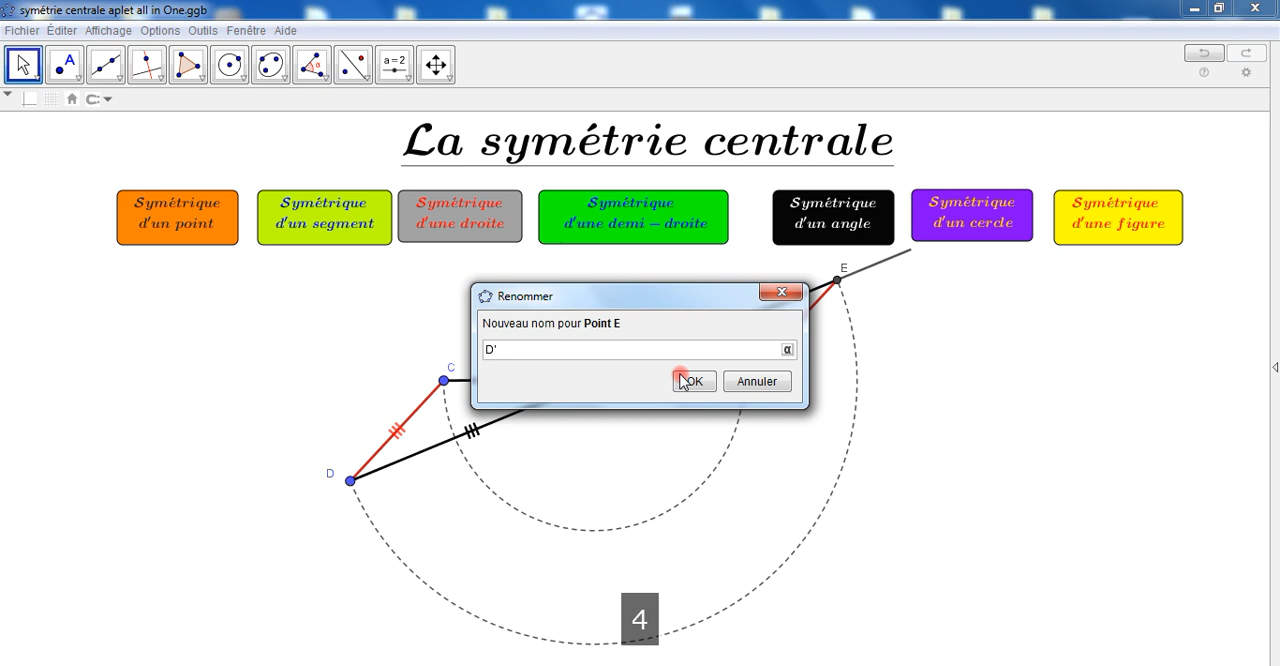 symétrie centrale aplet all in One.ggb
Fichier Éditer Affichage Options Outils Fenêtre Aide
A
α
a=2
La symétrie centrale
Symétrique
d'un point
Symétrique
d'un segment
Symétrique
d'une droite
Symétrique
d'une demi – droite
Symétrique
d'un angle
Symétrique
d'un cercle
Symétrique
d'une figure
E
Renommer
Nouveau nom pour Point E
D'
α
OK
Annuler
C
D
4